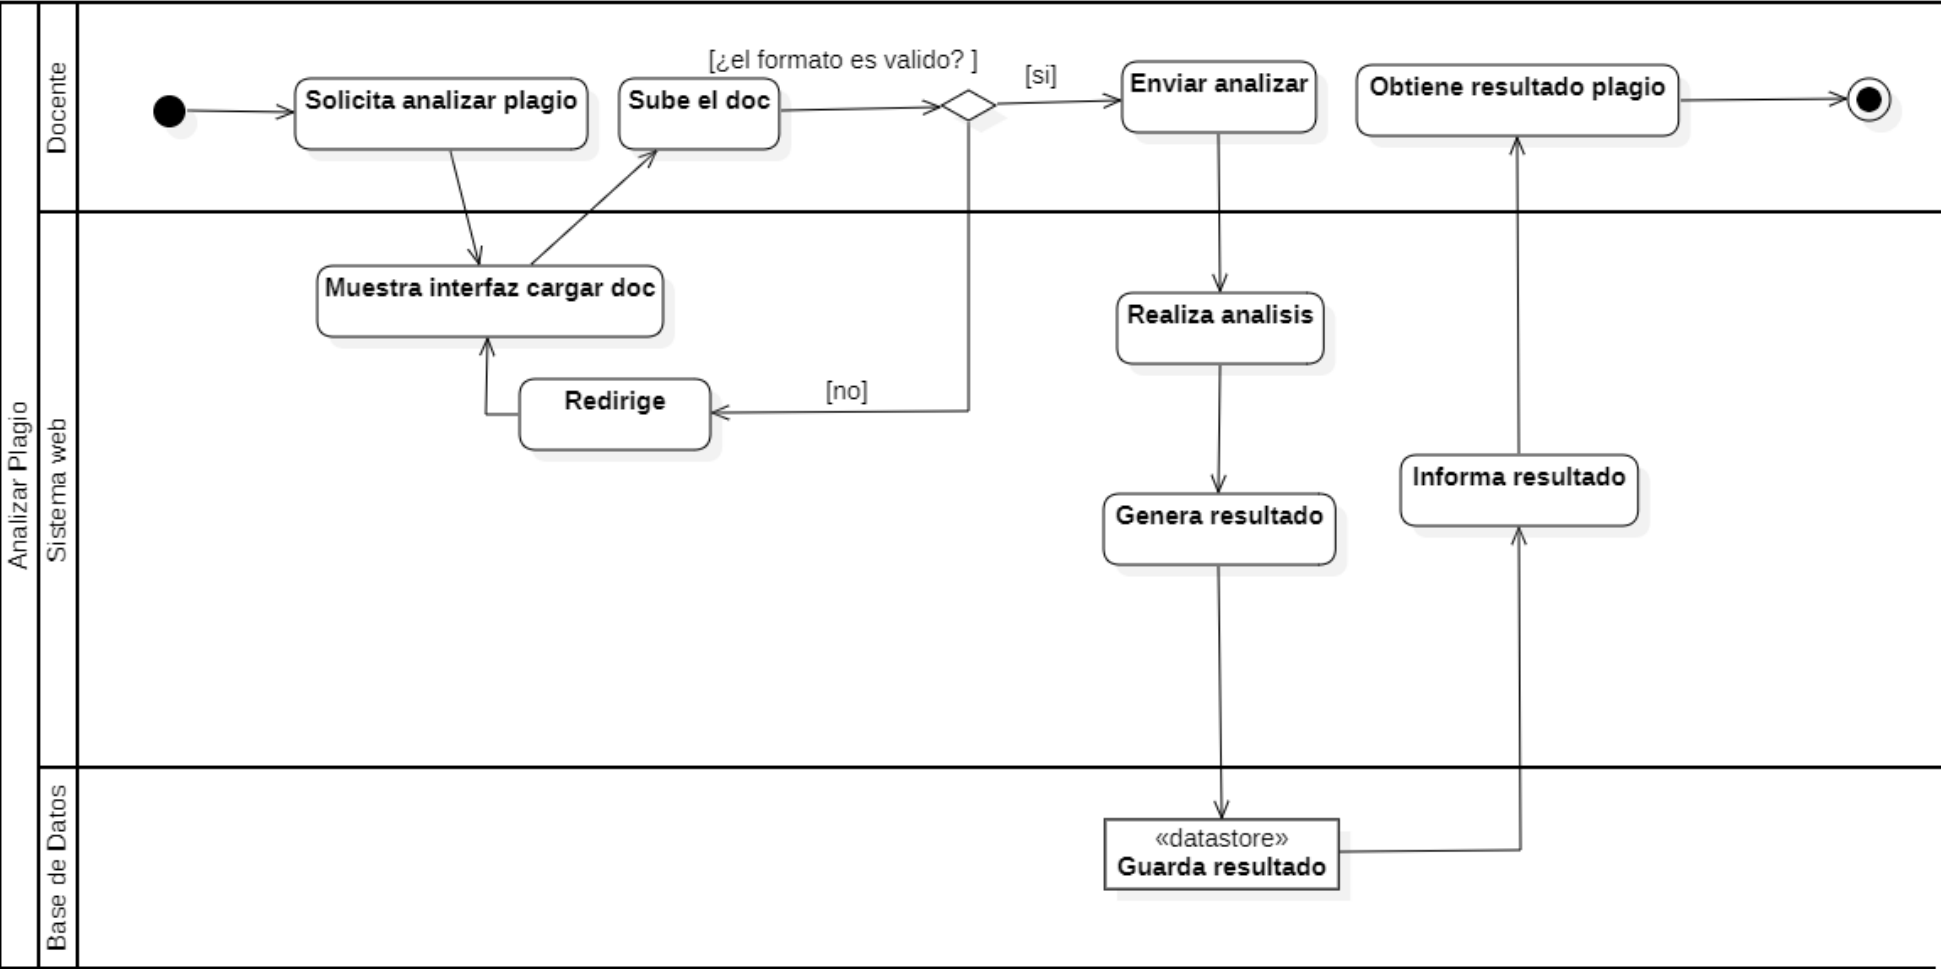 Analizar Plagio
Docente
Solicita analizar plagio
Sube el doc
[¿el formato es valido? ]
[si]
Enviar analizar
Obtiene resultado plagio
Sistema web
Muestra interfaz cargar doc
Redirige
[no]
Realiza analisis
Genera resultado
Informa resultado
Base de Datos
«datastore»
Guarda resultado